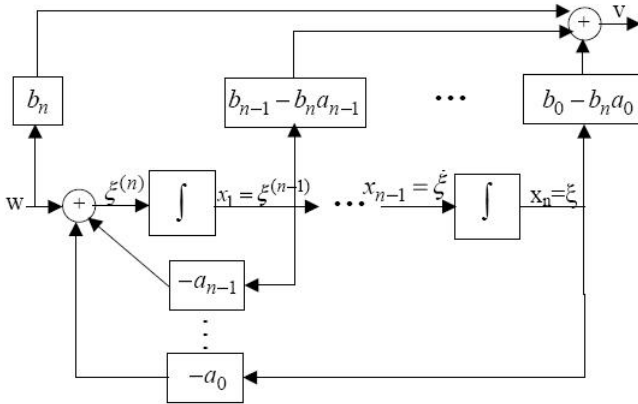 + v
b_n
b_{n-1} − b_n a_{n-1}
...
b_0 − b_n a_0
w
+
ξ^{(n)}
∫
x_1 = ξ^{(n-1)}
...
x_{n-1} = ξ̇
∫
x_n=ξ
−a_{n-1}
⋮
−a_0